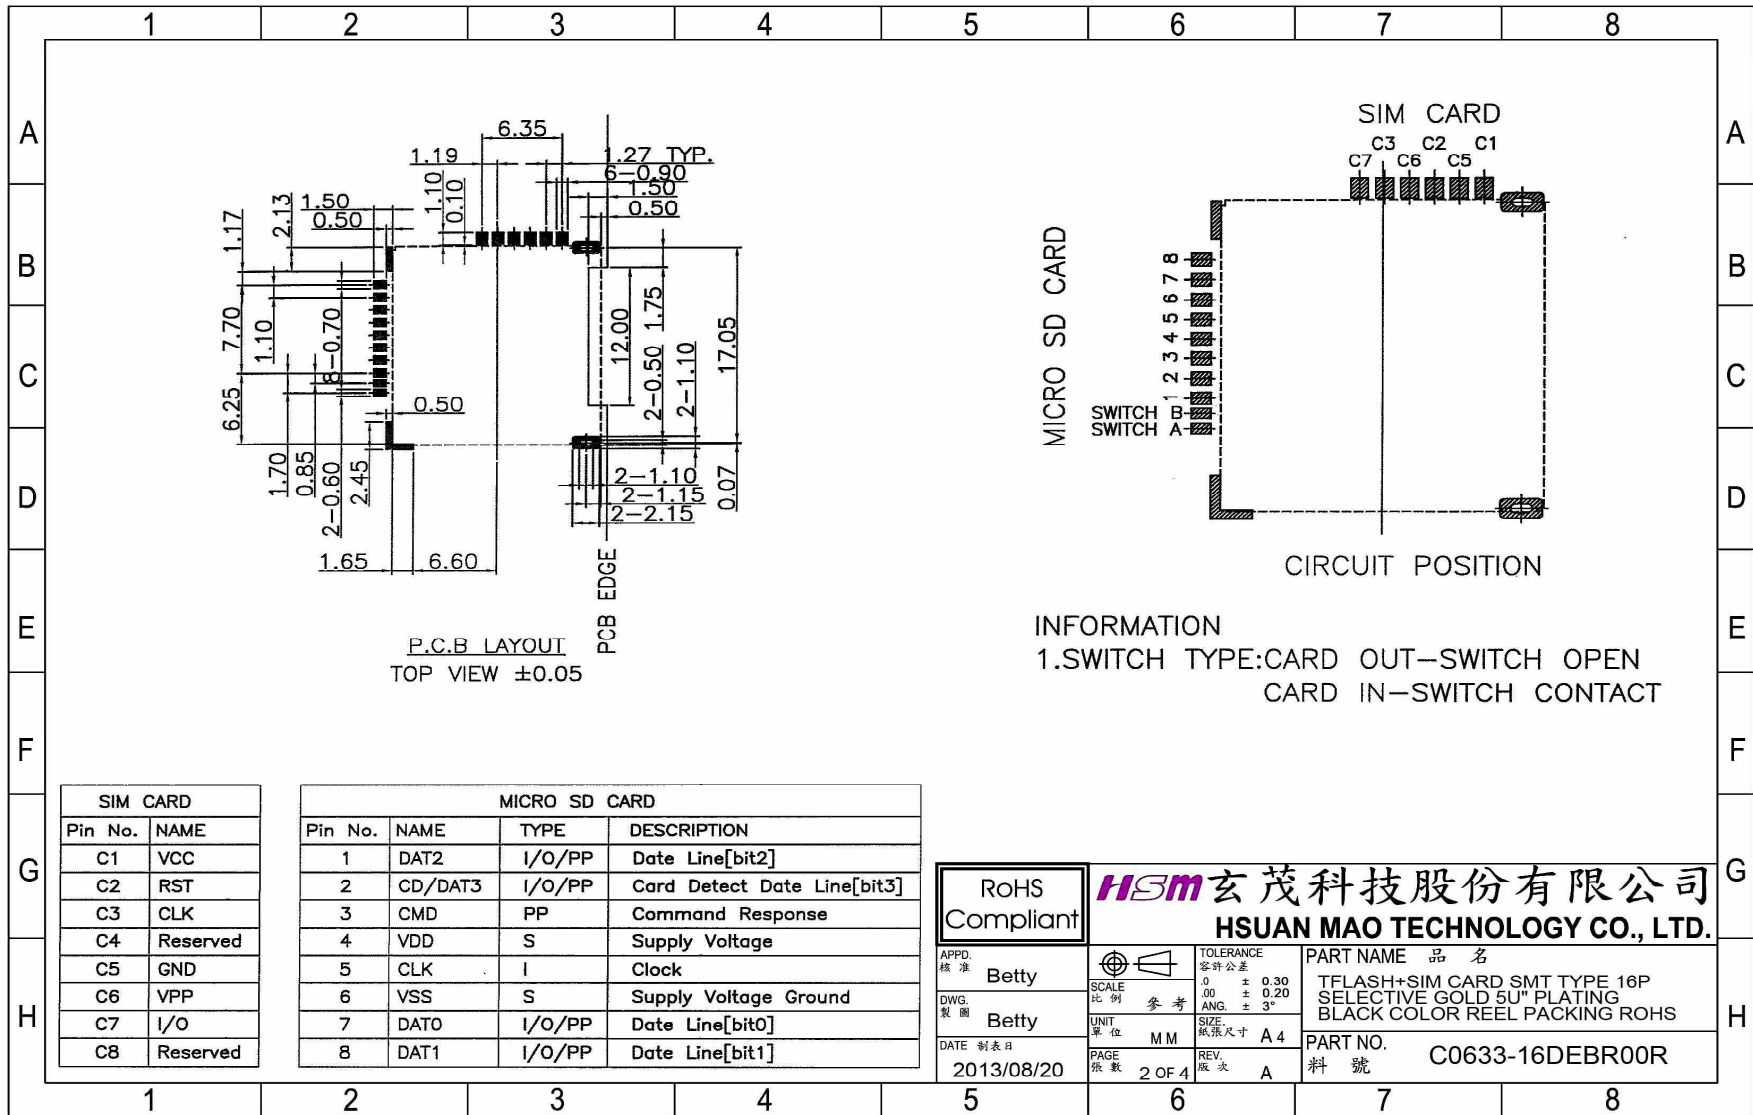 1 2 3 4 5 6 7 8
A
B
C
D
E
F
G
H
A
B
C
D
E
F
G
H
6.35
1.19
1.27 TYP.
6-0.90
1.50
0.50
1.10
0.10
1.50
0.50
2.13
1.17
7.70
1.10
8-0.70
6.25
0.50
1.70
0.85
2-0.60
2.45
12.00
1.75
2-0.50
2-1.10
17.05
0.07
2-1.10
2-1.15
2-2.15
1.65
6.60
PCB EDGE
P.C.B LAYOUT
TOP VIEW ±0.05
SIM CARD
C3 C2 C1
C7 C6 C5
MICRO SD CARD
8
7
6
5
4
3
2
1
SWITCH B
SWITCH A
CIRCUIT POSITION
INFORMATION
1.SWITCH TYPE:CARD OUT-SWITCH OPEN
CARD IN-SWITCH CONTACT
SIM CARD
Pin No. NAME
C1 VCC
C2 RST
C3 CLK
C4 Reserved
C5 GND
C6 VPP
C7 I/O
C8 Reserved
MICRO SD CARD
Pin No. NAME TYPE DESCRIPTION
1 DAT2 I/O/PP Date Line[bit2]
2 CD/DAT3 I/O/PP Card Detect Date Line[bit3]
3 CMD PP Command Response
4 VDD S Supply Voltage
5 CLK I Clock
6 VSS S Supply Voltage Ground
7 DAT0 I/O/PP Date Line[bit0]
8 DAT1 I/O/PP Date Line[bit1]
RoHS
Compliant
HSm 玄茂科技股份有限公司
HSUAN MAO TECHNOLOGY CO., LTD.
APPD.
核准 Betty
DWG.
製圖 Betty
DATE 制表日
2013/08/20
SCALE
比例 參考
UNIT
單位 MM
PAGE
張數 2 OF 4
TOLERANCE
容許公差
.0 ± 0.30
.00 ± 0.20
ANG. ± 3°
SIZE.
紙張尺寸 A4
REV.
版次 A
PART NAME 品名
TFLASH+SIM CARD SMT TYPE 16P
SELECTIVE GOLD 5U" PLATING
BLACK COLOR REEL PACKING ROHS
PART NO.
料號 C0633-16DEBR00R
1 2 3 4 5 6 7 8